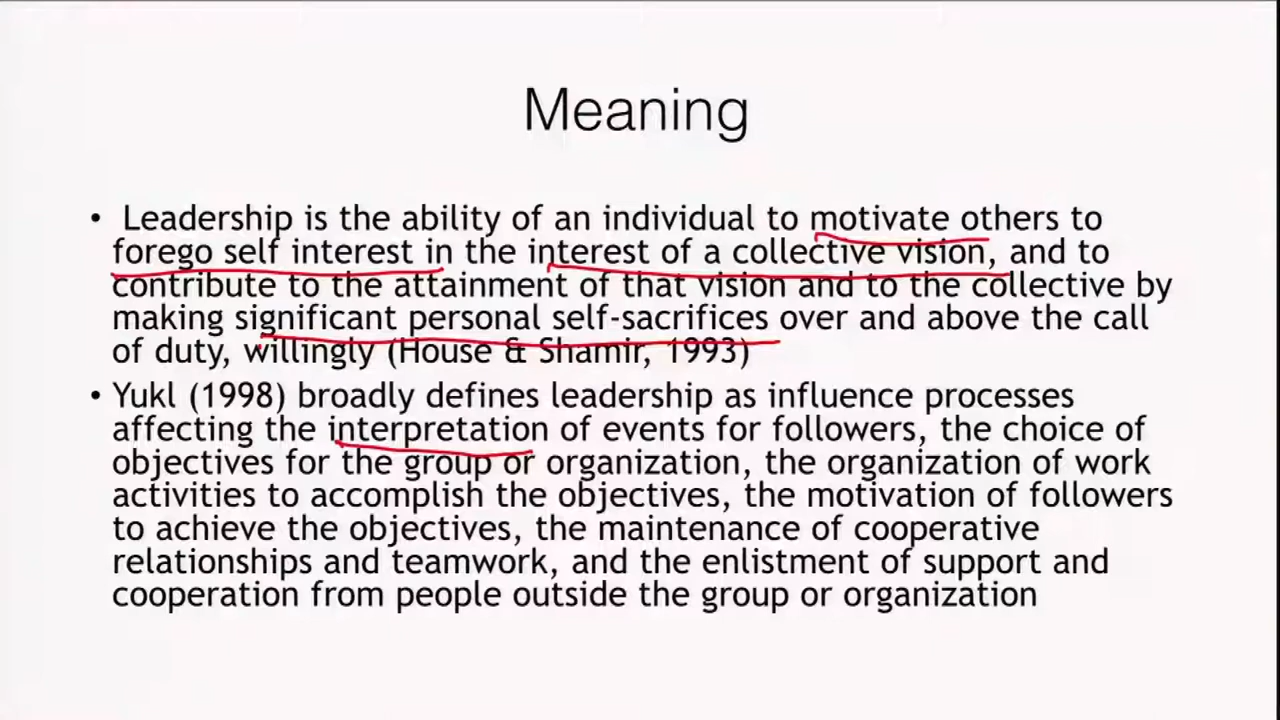 Meaning
• Leadership is the ability of an individual to motivate others to
forego self interest in the interest of a collective vision, and to
contribute to the attainment of that vision and to the collective by
making significant personal self-sacrifices over and above the call
of duty, willingly (House & Shamir, 1993)
• Yukl (1998) broadly defines leadership as influence processes
affecting the interpretation of events for followers, the choice of
objectives for the group or organization, the organization of work
activities to accomplish the objectives, the motivation of followers
to achieve the objectives, the maintenance of cooperative
relationships and teamwork, and the enlistment of support and
cooperation from people outside the group or organization